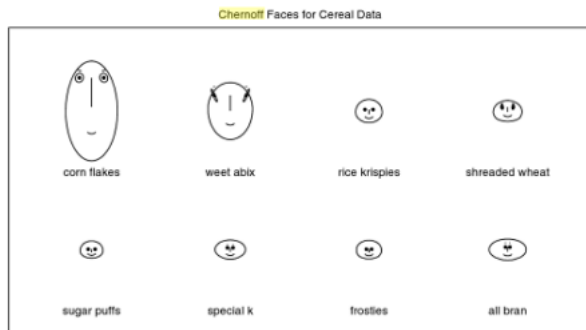 Chernoff Faces for Cereal Data
corn flakes
weet abix
rice krispies
shreaded wheat
sugar puffs
special k
frosties
all bran